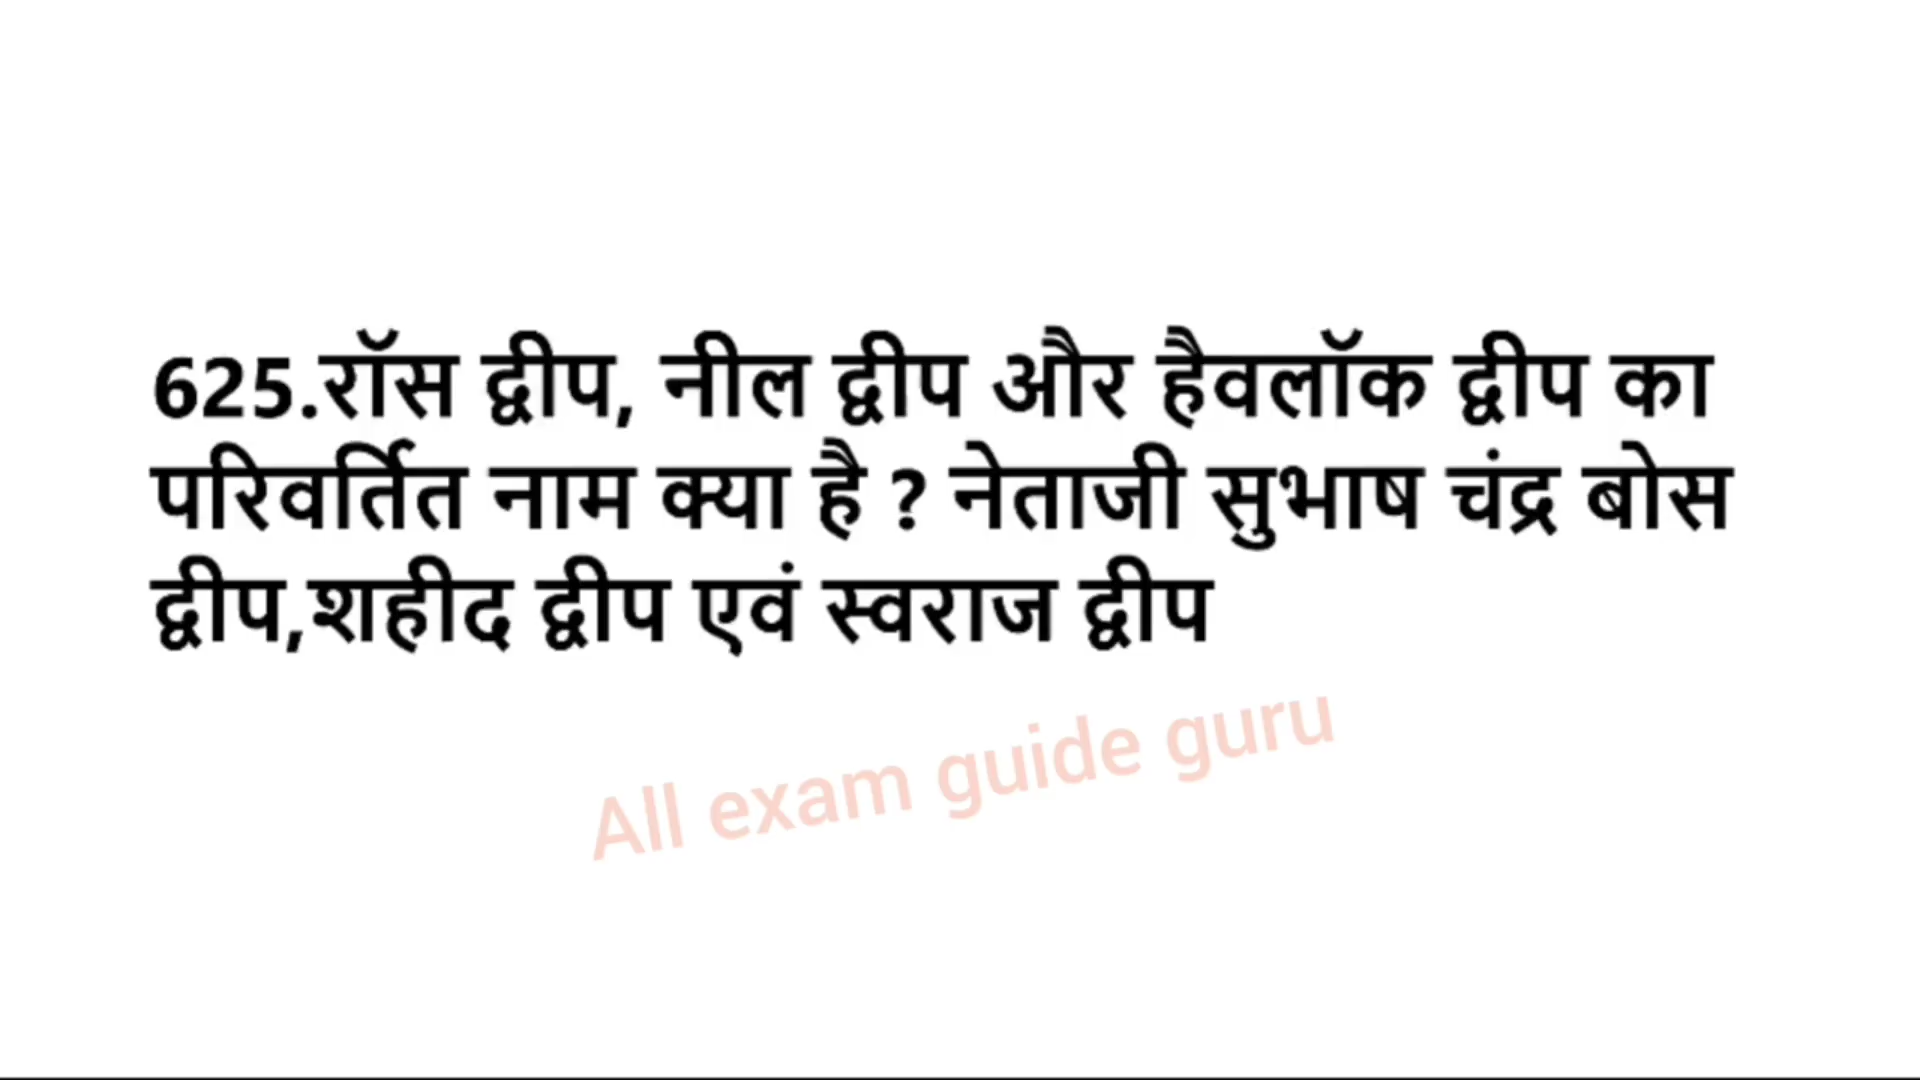 625.रॉस द्वीप, नील द्वीप और हैवलॉक द्वीप का
परिवर्तित नाम क्या है ? नेताजी सुभाष चंद्र बोस
द्वीप,शहीद द्वीप एवं स्वराज द्वीप
All exam guide guru